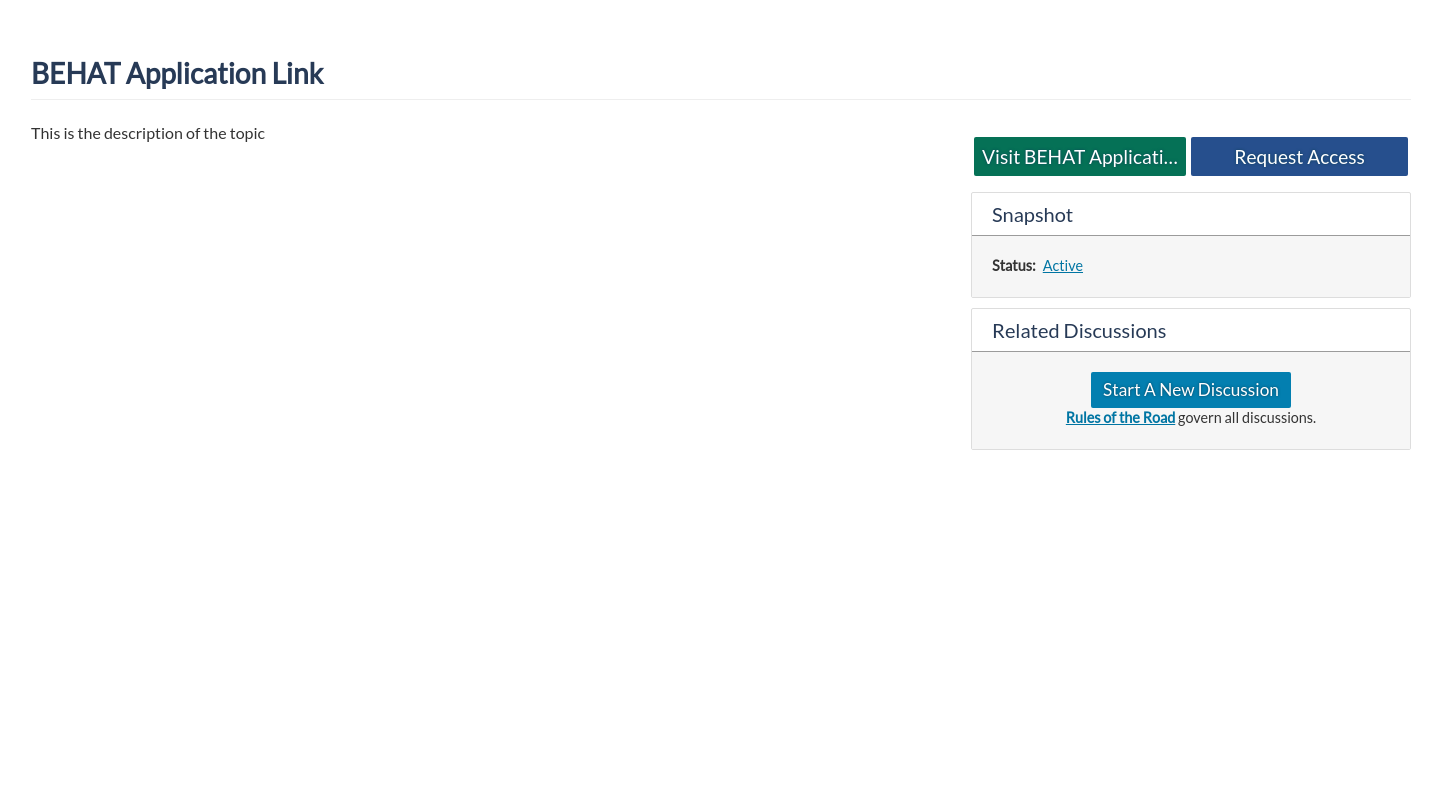 BEHAT Application Link
This is the description of the topic
Visit BEHAT Applicati... Request Access
Snapshot
Status: Active
Related Discussions
Start A New Discussion
Rules of the Road govern all discussions.